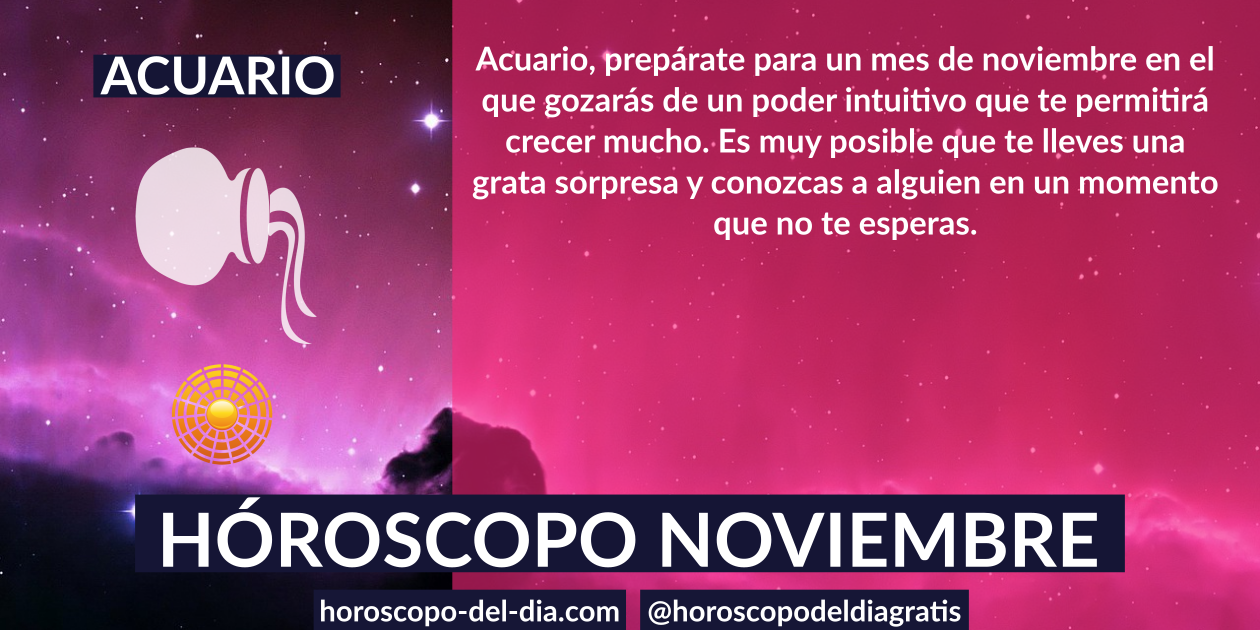 ACUARIO
Acuario, prepárate para un mes de noviembre en el
que gozarás de un poder intuitivo que te permitirá
crecer mucho. Es muy posible que te lleves una
grata sorpresa y conozcas a alguien en un momento
que no te esperas.
HÓROSCOPO NOVIEMBRE
horoscopo-del-dia.com
@horoscopodeldiagratis